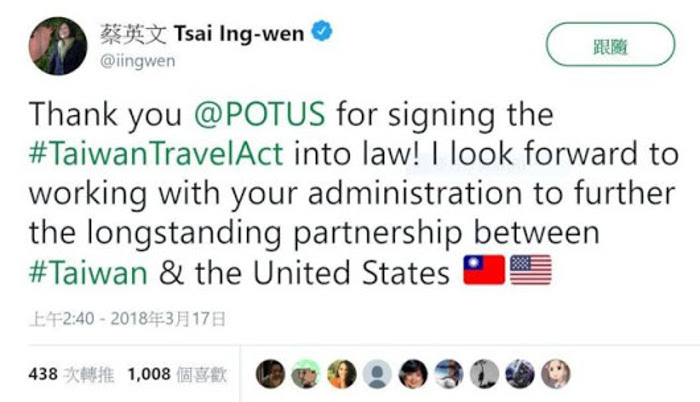 蔡英文 Tsai Ing-wen
@iingwen
跟隨
Thank you @POTUS for signing the
#TaiwanTravelAct into law! I look forward to
working with your administration to further
the longstanding partnership between
#Taiwan & the United States 🇹🇼 🇺🇸
上午2:40 - 2018年3月17日
438 次轉推 1,008 個喜歡